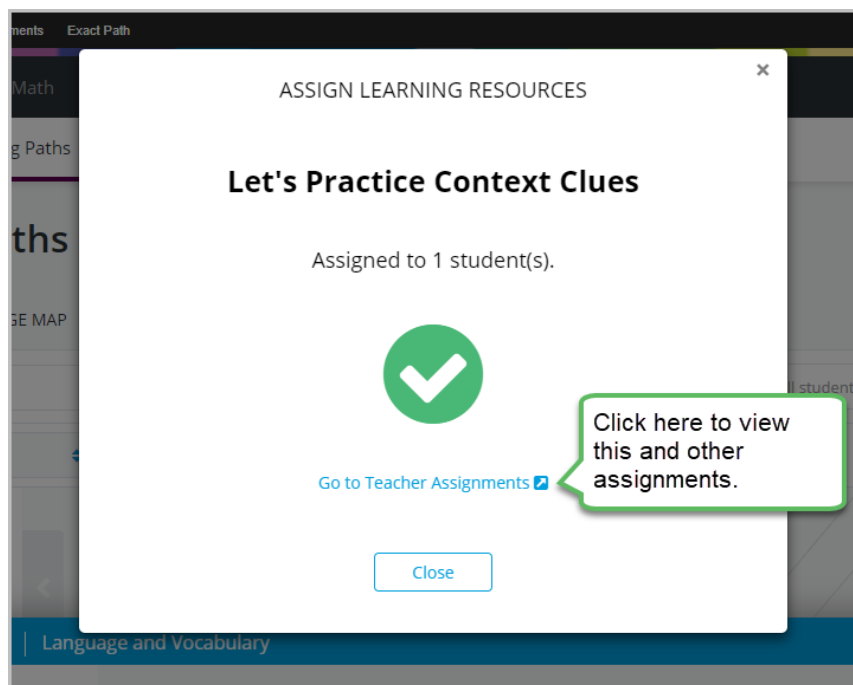 ments Exact Path
Math
g Paths
ths
GE MAP
ll student
Language and Vocabulary
×
ASSIGN LEARNING RESOURCES
Let's Practice Context Clues
Assigned to 1 student(s).
Go to Teacher Assignments
Click here to view
this and other
assignments.
Close